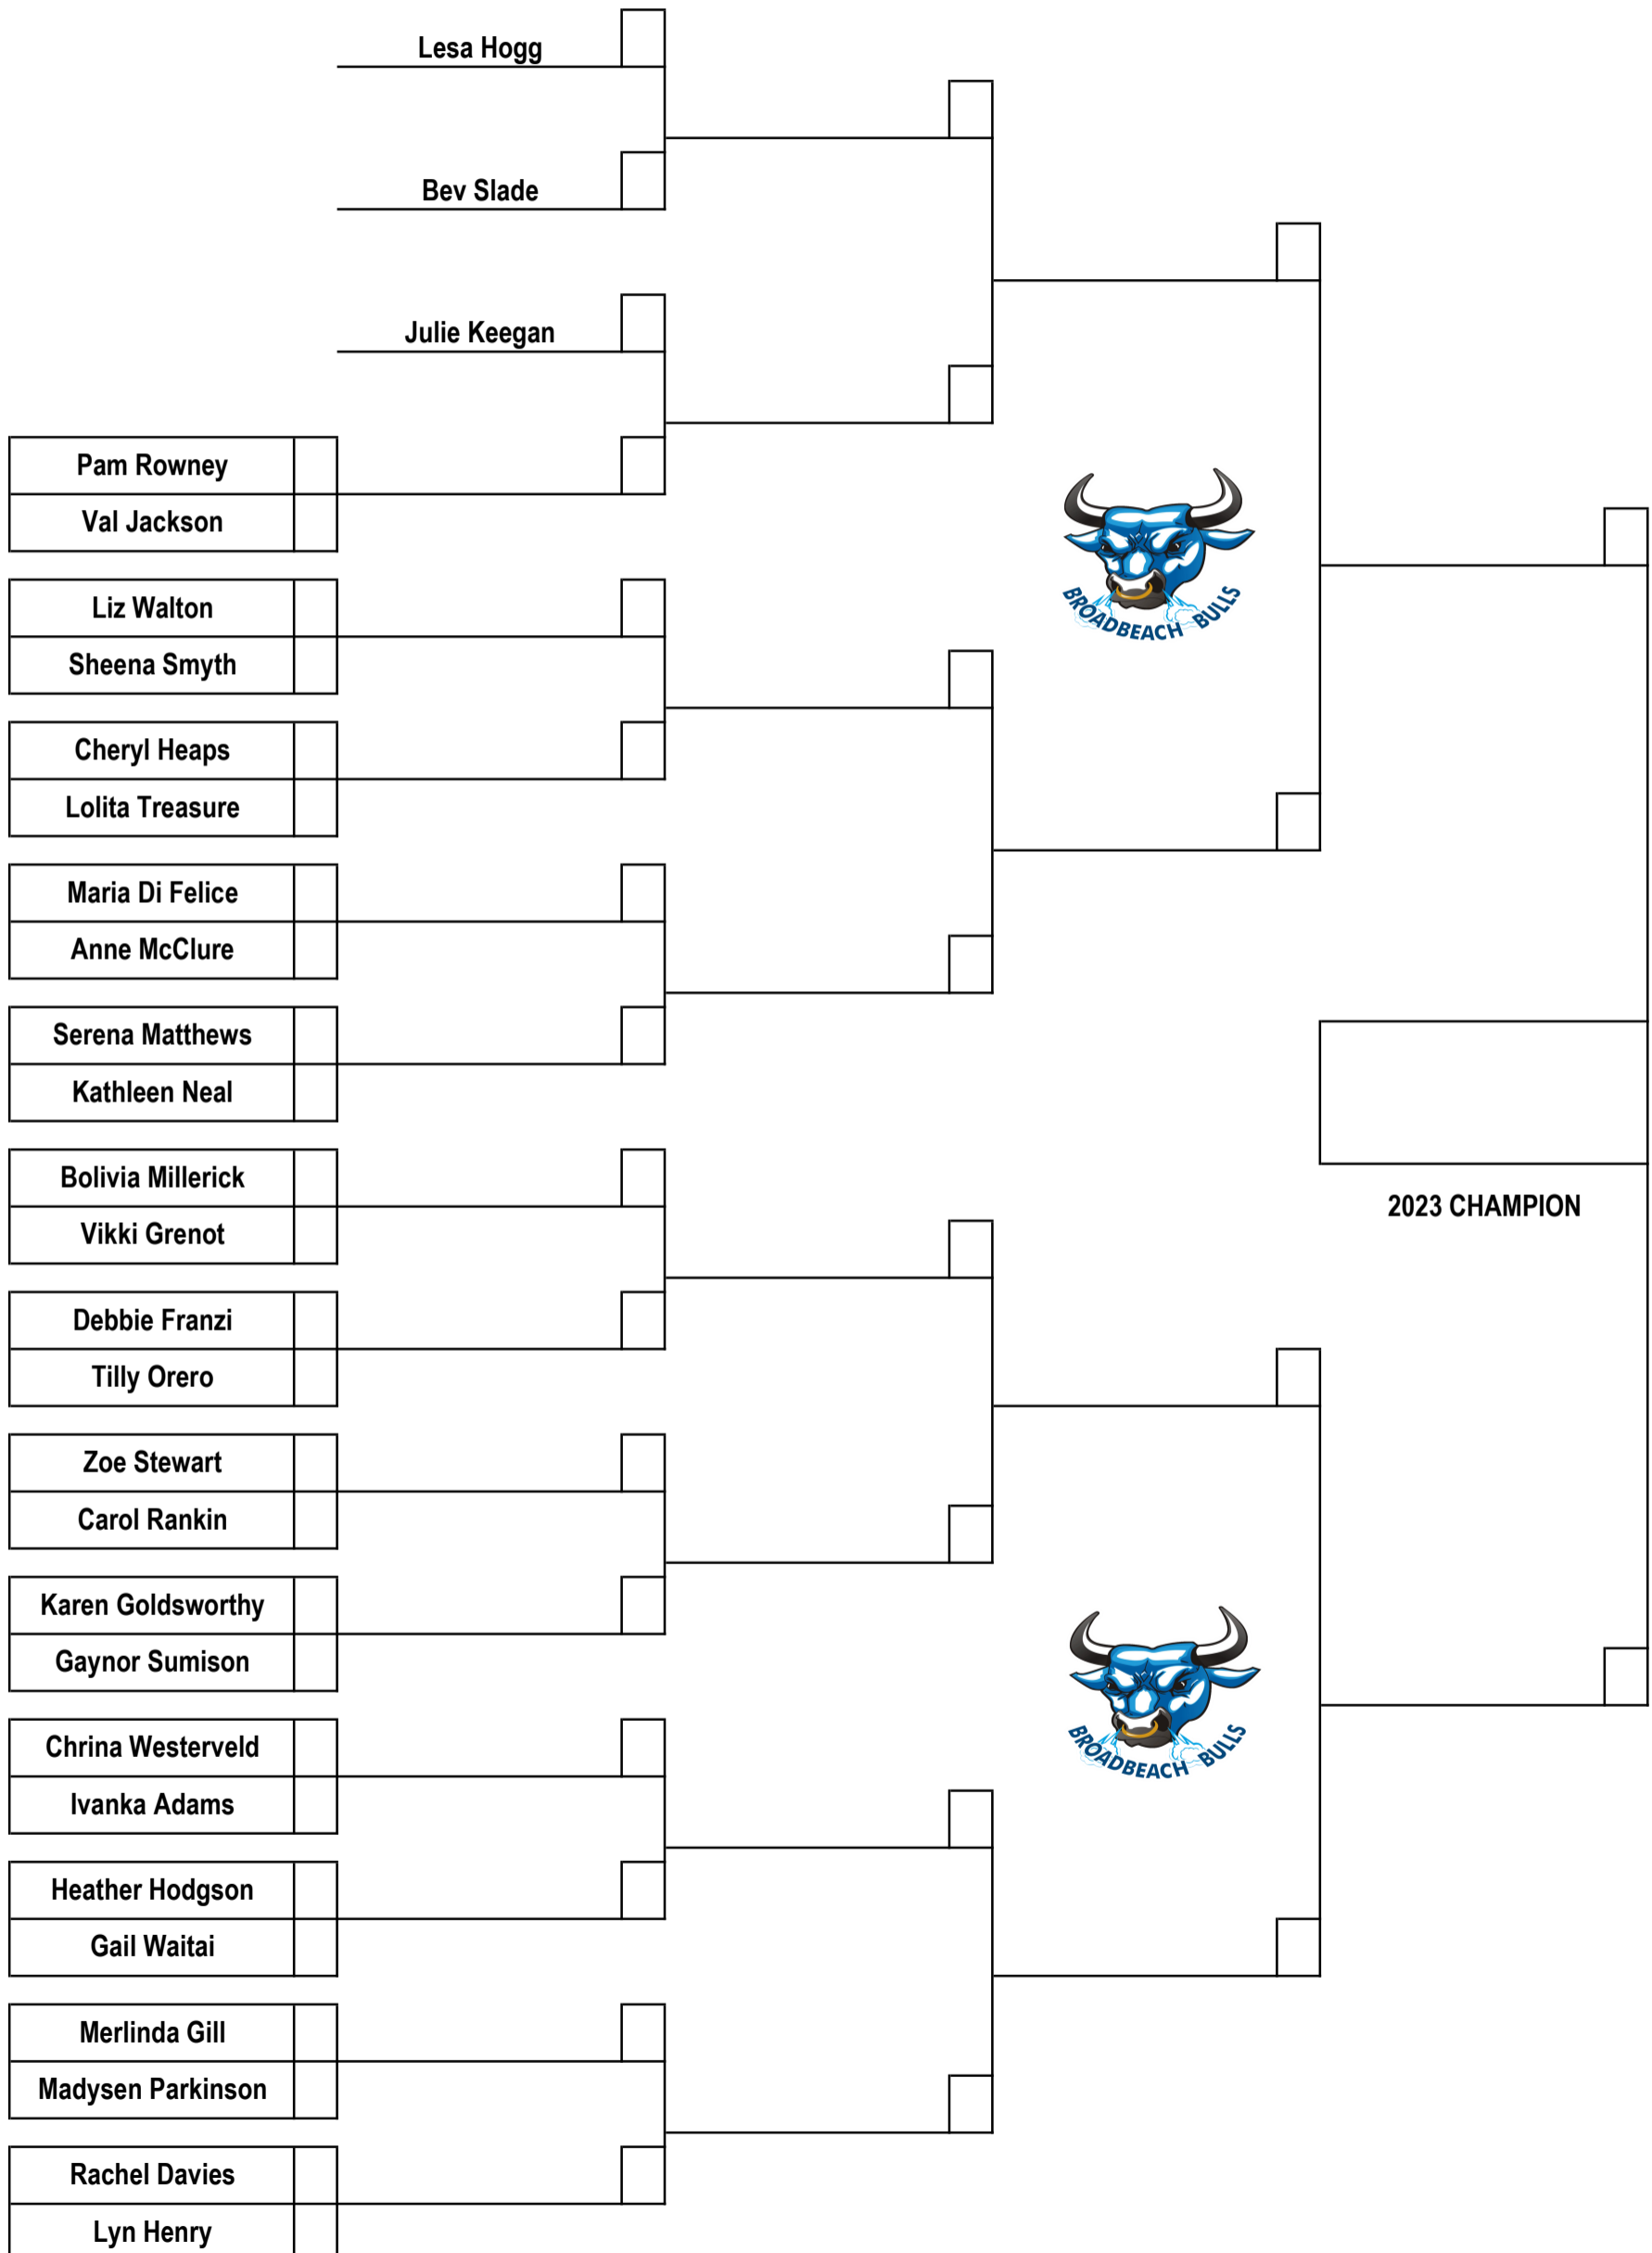 Lesa Hogg
Bev Slade
Julie Keegan
Pam Rowney
Val Jackson
BROADBEACH BULLS
Liz Walton
Sheena Smyth
Cheryl Heaps
Lolita Treasure
Maria Di Felice
Anne McClure
Serena Matthews
Kathleen Neal
Bolivia Millerick
2023 CHAMPION
Vikki Grenot
Debbie Franzi
Tilly Orero
Zoe Stewart
Carol Rankin
Karen Goldsworthy
Gaynor Sumison
Chrina Westerveld
BROADBEACH BULLS
Ivanka Adams
Heather Hodgson
Gail Waitai
Merlinda Gill
Madysen Parkinson
Rachel Davies
Lyn Henry